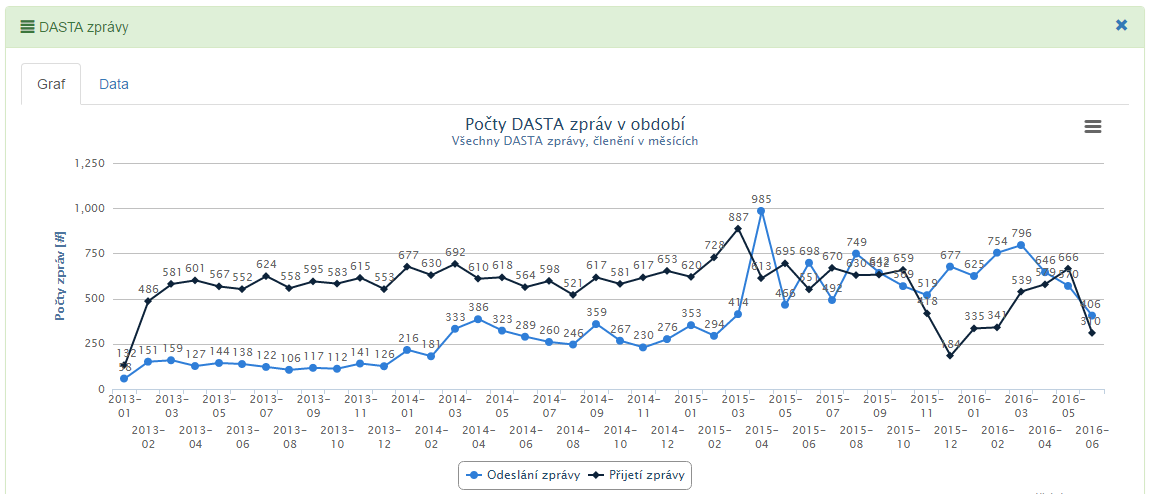 DASTA zprávy
Graf Data
Počty DASTA zpráv v období
Všechny DASTA zprávy, členění v měsících
Počty zpráv [#]
1,250
1,000
750
500
250
0
132 486 581 601 567 552 624 558 595 583 615 553 677 630 692 610 618 564 598 521 617 581 617 653 620 728 887 613 695 551 670 630 632 659 418 184 335 341 539 579 666 310
58 151 159 127 144 138 122 106 117 112 141 126 216 181 333 386 323 289 260 246 359 267 230 276 353 294 414 985 466 698 492 749 642 569 519 677 625 754 796 646 570 406
2013-01 2013-03 2013-05 2013-07 2013-09 2013-11 2014-01 2014-03 2014-05 2014-07 2014-09 2014-11 2015-01 2015-03 2015-05 2015-07 2015-09 2015-11 2016-01 2016-03 2016-05
2013-02 2013-04 2013-06 2013-08 2013-10 2013-12 2014-02 2014-04 2014-06 2014-08 2014-10 2014-12 2015-02 2015-04 2015-06 2015-08 2015-10 2015-12 2016-02 2016-04 2016-06
Odeslání zprávy Přijetí zprávy